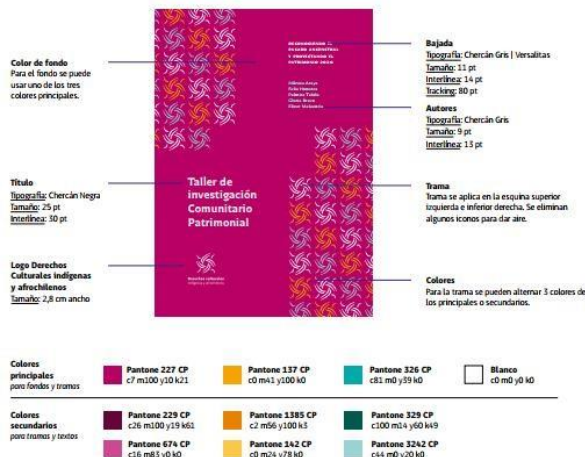 Color de fondo
Para el fondo se puede
usar uno de los tres
colores principales.
Título
Tipografía: Chercán Negra
Tamaño: 25 pt
Interlínea: 30 pt
Logo Derechos
Culturales indígenas
y afrochilenos
Tamaño: 2,8 cm ancho
Taller de
investigación
Comunitario
Patrimonial
Bajada
Tipografía: Chercán Gris | Versalitas
Tamaño: 11 pt
Interlínea: 14 pt
Tracking: 80 pt
Autores
Tipografía: Chercán Gris
Tamaño: 9 pt
Interlínea: 13 pt
Trama
Trama se aplica en la esquina superior
izquierda e inferior derecha. Se eliminan
algunos iconos para dar aire.
Colores
Para la trama se pueden alternar 3 colores de
los principales o secundarios.
Colores
principales
para fondos y tramas
Pantone 227 CP
c7 m100 y10 k21
Pantone 137 CP
c0 m41 y100 k0
Pantone 326 CP
c81 m0 y39 k0
Blanco
c0 m0 y0 k0
Colores
secundarios
para tramas y textos
Pantone 229 CP
c26 m100 y19 k61
Pantone 1385 CP
c2 m56 y100 k3
Pantone 329 CP
c100 m14 y60 k49
Pantone 674 CP
c16 m83 y0 k0
Pantone 142 CP
c0 m24 y78 k0
Pantone 3242 CP
c44 m0 y20 k0